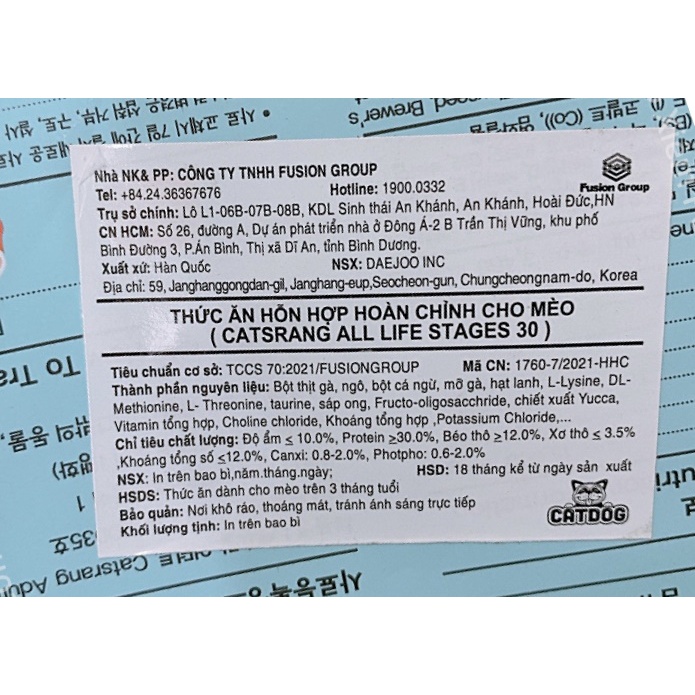 Nhà NK& PP: CÔNG TY TNHH FUSION GROUP
Tel: +84.24.36367676 Hotline: 1900.0332
Fusion Group
Trụ sở chính: Lô L1-06B-07B-08B, KDL Sinh thái An Khánh, An Khánh, Hoài Đức,HN
CN HCM: Số 26, đường A, Dự án phát triển nhà ở Đông Á-2 B Trần Thị Vững, khu phố
Bình Đường 3, P.An Bình, Thị xã Dĩ An, tỉnh Bình Dương.
Xuất xứ: Hàn Quốc NSX: DAEJOO INC
Địa chỉ: 59, Janghanggongdan-gil, Janghang-eup,Seocheon-gun, Chungcheongnam-do, Korea
THỨC ĂN HỖN HỢP HOÀN CHỈNH CHO MÈO
( CATSRANG ALL LIFE STAGES 30 )
Tiêu chuẩn cơ sở: TCCS 70:2021/FUSIONGROUP Mã CN: 1760-7/2021-HHC
Thành phần nguyên liệu: Bột thịt gà, ngô, bột cá ngừ, mỡ gà, hạt lanh, L-Lysine, DL-
Methionine, L- Threonine, taurine, sáp ong, Fructo-oligosaccharide, chiết xuất Yucca,
Vitamin tổng hợp, Choline chloride, Khoáng tổng hợp ,Potassium Chloride,...
Chỉ tiêu chất lượng: Độ ẩm ≤ 10.0%, Protein ≥30.0%, Béo thô ≥12.0%, Xơ thô ≤ 3.5%
,Khoáng tổng số ≤12.0%, Canxi: 0.8-2.0%, Photpho: 0.6-2.0%
NSX: In trên bao bì,năm.tháng.ngày; HSD: 18 tháng kể từ ngày sản xuất
HSDS: Thức ăn dành cho mèo trên 3 tháng tuổi
Bảo quản: Nơi khô ráo, thoáng mát, tránh ánh sáng trực tiếp
Khối lượng tịnh: In trên bao bì
CATDOG
Brewer's
To Tra
Catsrang Adu